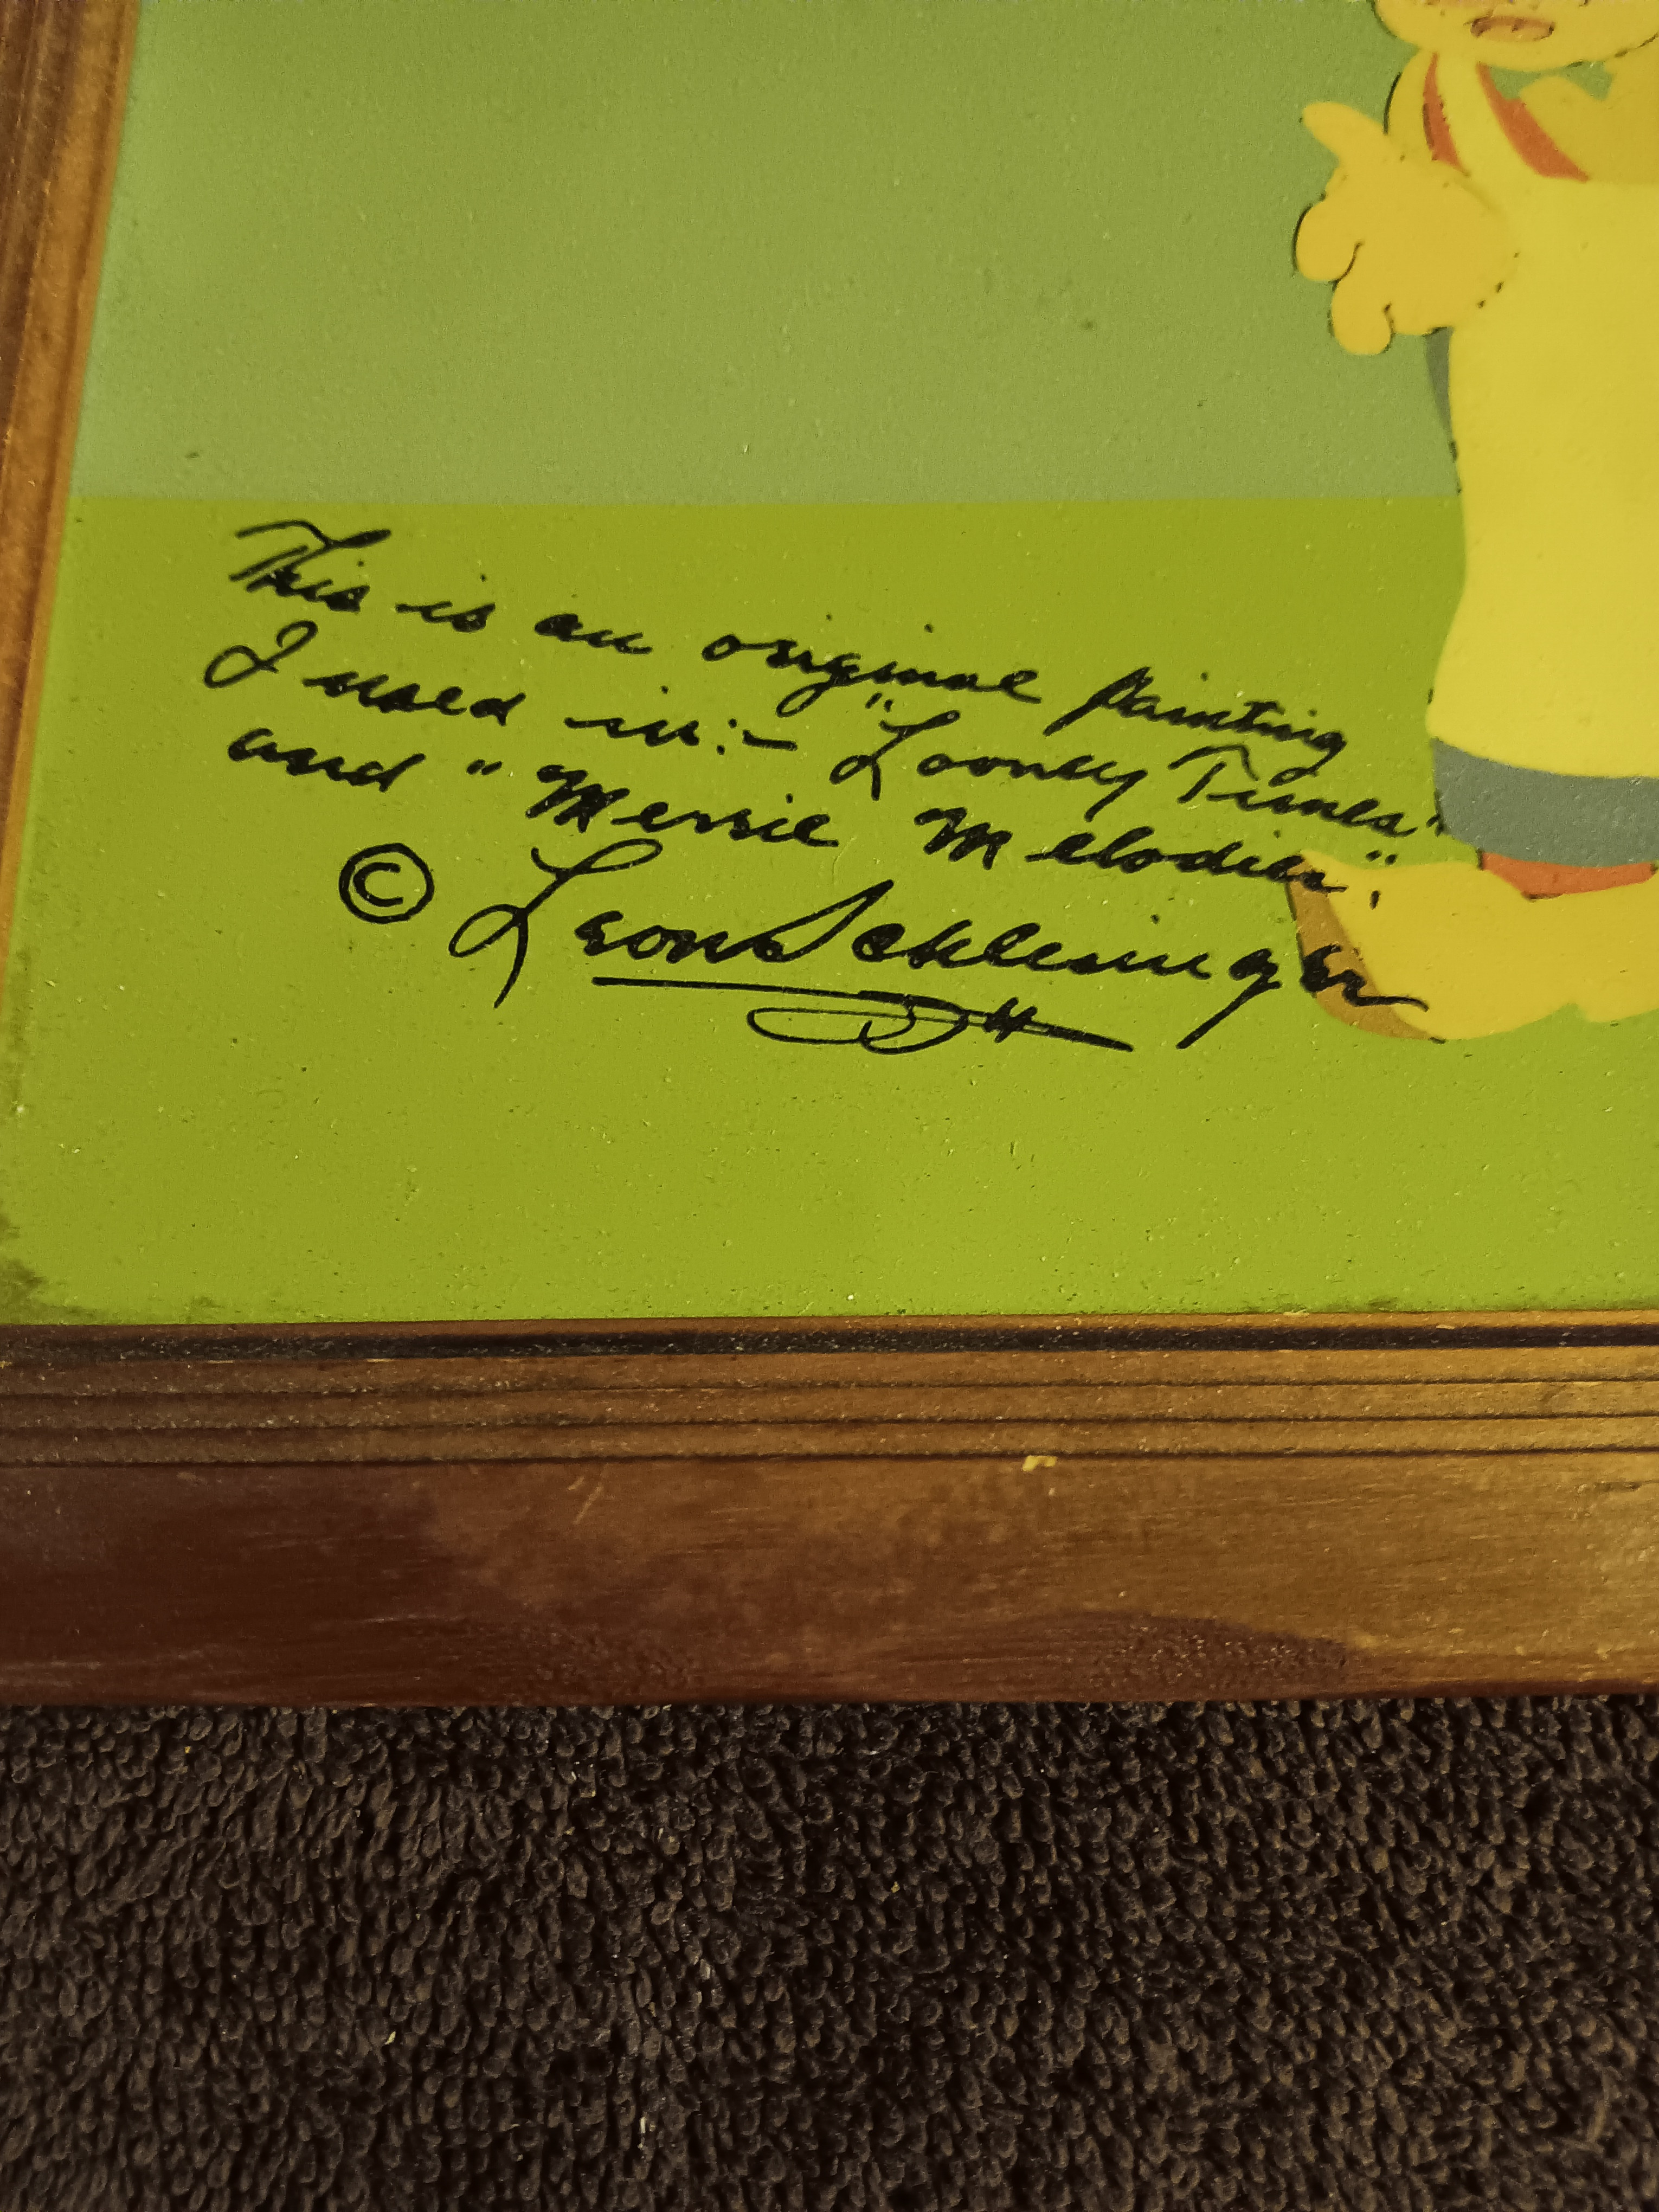 This is an original painting
I used in:- "Looney Tunes"
and "Merrie Melodies".
© Leon Schlesinger